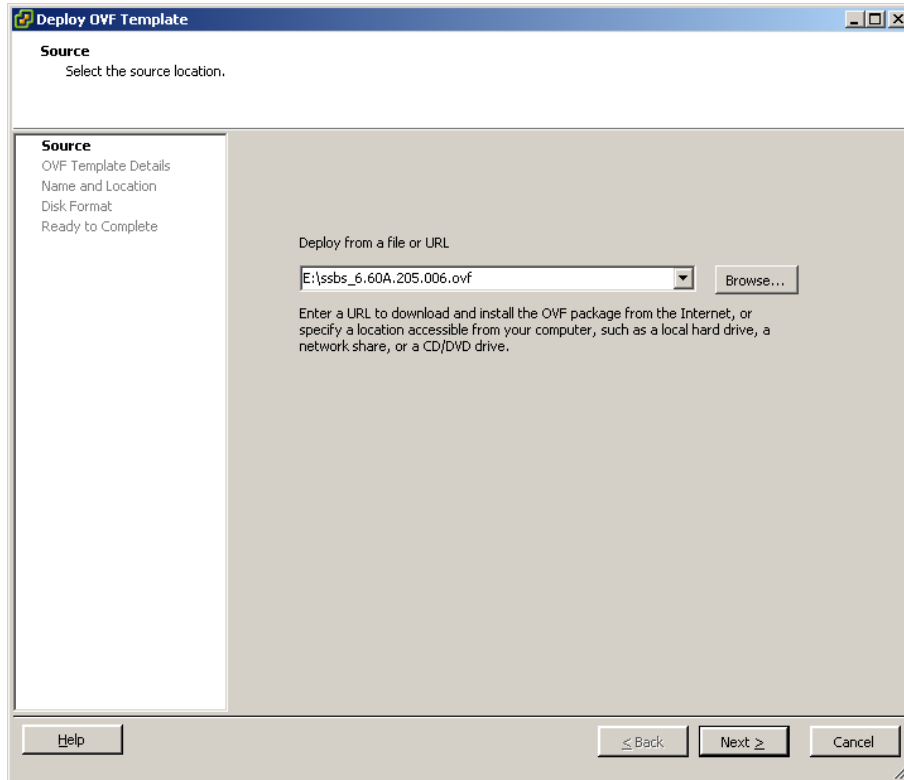 Deploy OVF Template
Source
Select the source location.
Source
OVF Template Details
Name and Location
Disk Format
Ready to Complete
Deploy from a file or URL
E:\ssbs_6.60A.205.006.ovf
Browse...
Enter a URL to download and install the OVF package from the Internet, or
specify a location accessible from your computer, such as a local hard drive, a
network share, or a CD/DVD drive.
Help
< Back
Next >
Cancel